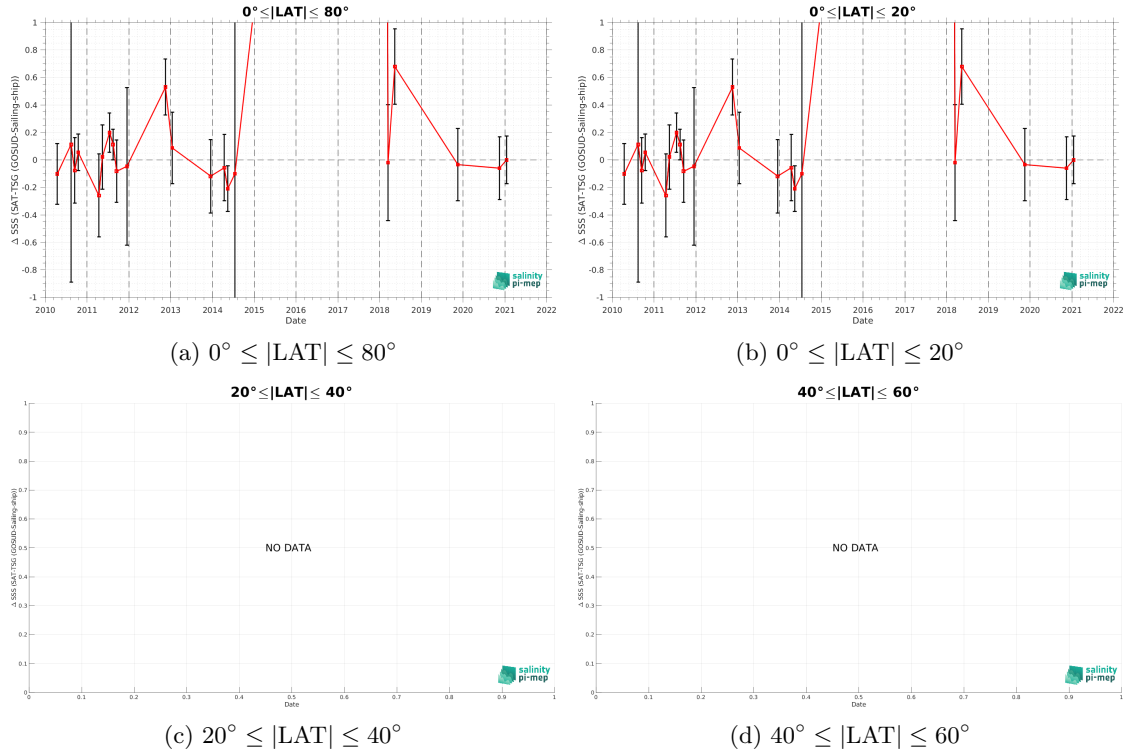 0°≤|LAT|≤ 80°
Δ SSS (SAT-TSG (GOSUD-Sailing-ship))
1
0.8
0.6
0.4
0.2
0
-0.2
-0.4
-0.6
-0.8
-1
2010 2011 2012 2013 2014 2015 2016 2017 2018 2019 2020 2021 2022
Date
salinity
pi-mep
(a) 0° ≤ |LAT| ≤ 80°
0°≤|LAT|≤ 20°
Δ SSS (SAT-TSG (GOSUD-Sailing-ship))
1
0.8
0.6
0.4
0.2
0
-0.2
-0.4
-0.6
-0.8
-1
2010 2011 2012 2013 2014 2015 2016 2017 2018 2019 2020 2021 2022
Date
salinity
pi-mep
(b) 0° ≤ |LAT| ≤ 20°
20°≤|LAT|≤ 40°
Δ SSS (SAT-TSG (GOSUD-Sailing-ship))
1
0.9
0.8
0.7
0.6
0.5
0.4
0.3
0.2
0.1
0
NO DATA
0 0.1 0.2 0.3 0.4 0.5 0.6 0.7 0.8 0.9 1
Date
salinity
pi-mep
(c) 20° ≤ |LAT| ≤ 40°
40°≤|LAT|≤ 60°
Δ SSS (SAT-TSG (GOSUD-Sailing-ship))
1
0.9
0.8
0.7
0.6
0.5
0.4
0.3
0.2
0.1
0
NO DATA
0 0.1 0.2 0.3 0.4 0.5 0.6 0.7 0.8 0.9 1
Date
salinity
pi-mep
(d) 40° ≤ |LAT| ≤ 60°